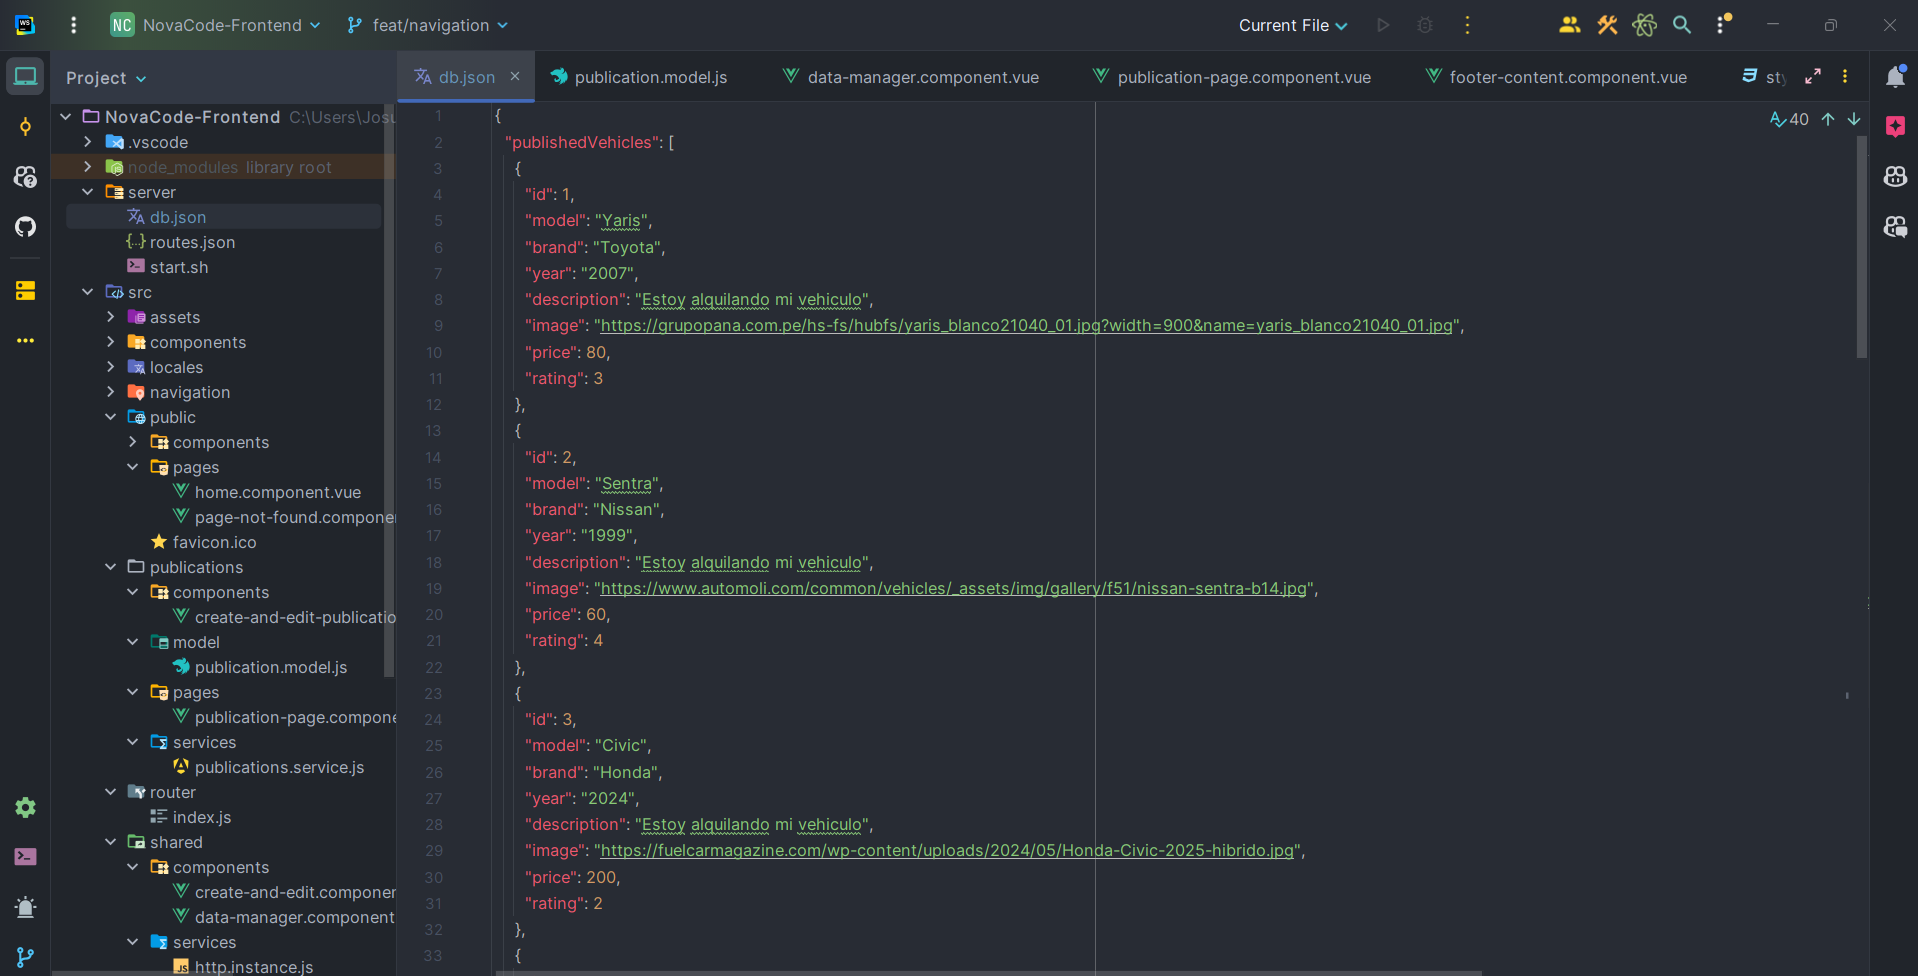 WS
NC NovaCode-Frontend
feat/navigation
Current File
Project
db.json
publication.model.js
data-manager.component.vue
publication-page.component.vue
footer-content.component.vue
sty
NovaCode-Frontend C:\Users\Josu
.vscode
node_modules library root
server
db.json
routes.json
start.sh
src
assets
components
locales
navigation
public
components
pages
home.component.vue
page-not-found.componen
favicon.ico
publications
components
create-and-edit-publicatio
model
publication.model.js
pages
publication-page.compone
services
publications.service.js
router
index.js
shared
components
create-and-edit.componen
data-manager.component
services
JS http.instance.js
40
1 {
2 "publishedVehicles": [
3 {
4 "id": 1,
5 "model": "Yaris",
6 "brand": "Toyota",
7 "year": "2007",
8 "description": "Estoy alquilando mi vehiculo",
9 "image": "https://grupopana.com.pe/hs-fs/hubfs/yaris_blanco21040_01.jpg?width=900&name=yaris_blanco21040_01.jpg",
10 "price": 80,
11 "rating": 3
12 },
13 {
14 "id": 2,
15 "model": "Sentra",
16 "brand": "Nissan",
17 "year": "1999",
18 "description": "Estoy alquilando mi vehiculo",
19 "image": "https://www.automoli.com/common/vehicles/_assets/img/gallery/f51/nissan-sentra-b14.jpg",
20 "price": 60,
21 "rating": 4
22 },
23 {
24 "id": 3,
25 "model": "Civic",
26 "brand": "Honda",
27 "year": "2024",
28 "description": "Estoy alquilando mi vehiculo",
29 "image": "https://fuelcarmagazine.com/wp-content/uploads/2024/05/Honda-Civic-2025-hibrido.jpg",
30 "price": 200,
31 "rating": 2
32 },
33 {